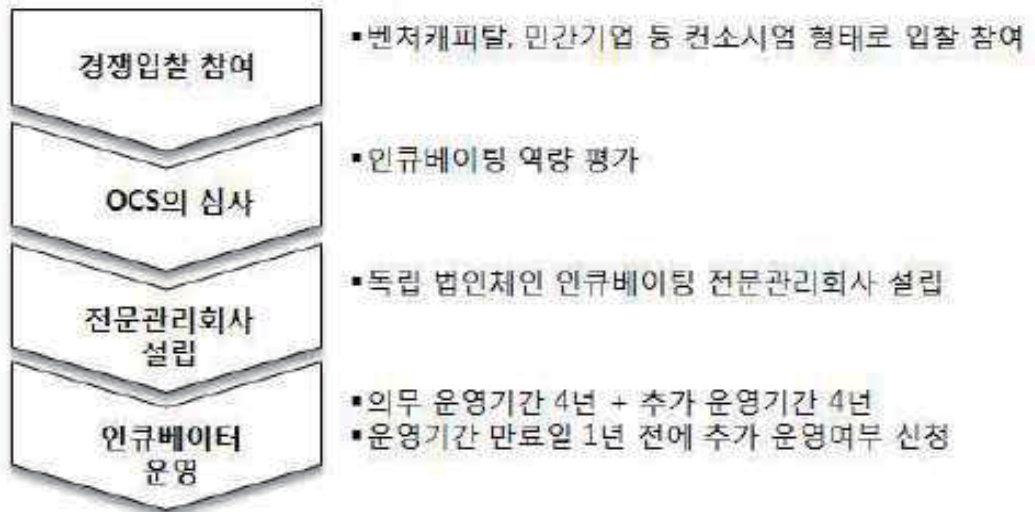 경쟁입찰 참여
▪벤처캐피탈, 민간기업 등 컨소시엄 형태로 입찰 참여
OCS의 심사
▪인큐베이팅 역량 평가
전문관리회사
설립
▪독립 법인체인 인큐베이팅 전문관리회사 설립
인큐베이터
운영
▪의무 운영기간 4년 + 추가 운영기간 4년
▪운영기간 만료일 1년 전에 추가 운영여부 신청